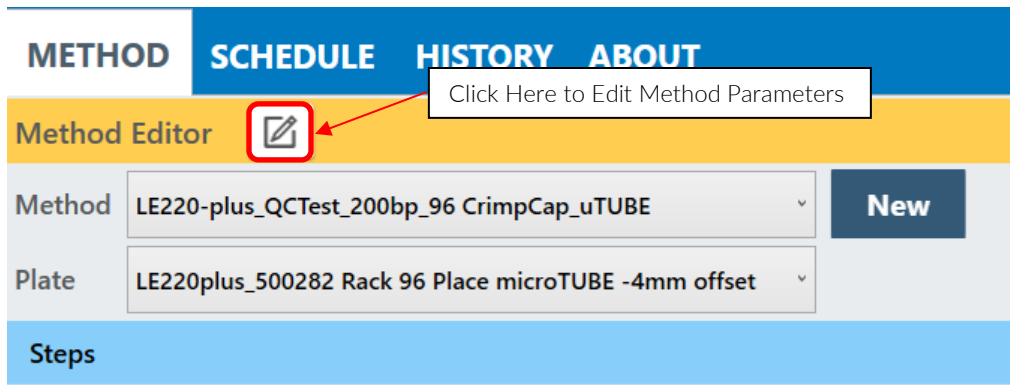 METHOD SCHEDULE HISTORY ABOUT
Click Here to Edit Method Parameters
Method Editor
Method LE220-plus_QCTest_200bp_96 CrimpCap_uTUBE New
Plate LE220plus_500282 Rack 96 Place microTUBE -4mm offset
Steps